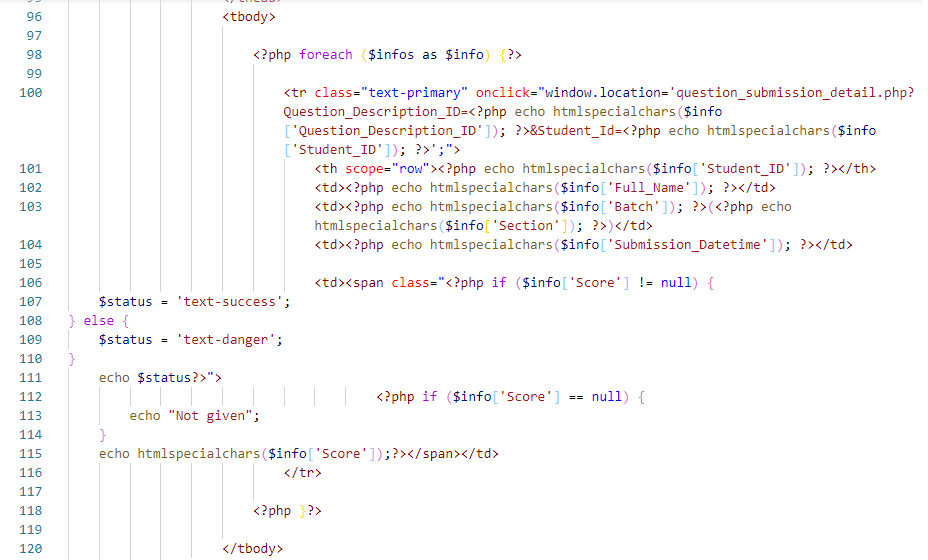 96 <tbody>
97
98 <?php foreach ($infos as $info) {?>
99
100 <tr class="text-primary" onclick="window.location='question_submission_detail.php?
Question_Description_ID=<?php echo htmlspecialchars($info
['Question_Description_ID']); ?>&Student_Id=<?php echo htmlspecialchars($info
['Student_ID']); ?>';">
101 <th scope="row"><?php echo htmlspecialchars($info['Student_ID']); ?></th>
102 <td><?php echo htmlspecialchars($info['Full_Name']); ?></td>
103 <td><?php echo htmlspecialchars($info['Batch']); ?>(<?php echo
htmlspecialchars($info['Section']); ?>)</td>
104 <td><?php echo htmlspecialchars($info['Submission_Datetime']); ?></td>
105
106 <td><span class="<?php if ($info['Score'] != null) {
107 $status = 'text-success';
108 } else {
109 $status = 'text-danger';
110 }
111 echo $status?>">
112 <?php if ($info['Score'] == null) {
113 echo "Not given";
114 }
115 echo htmlspecialchars($info['Score']);?></span></td>
116 </tr>
117
118 <?php }?>
119
120 </tbody>